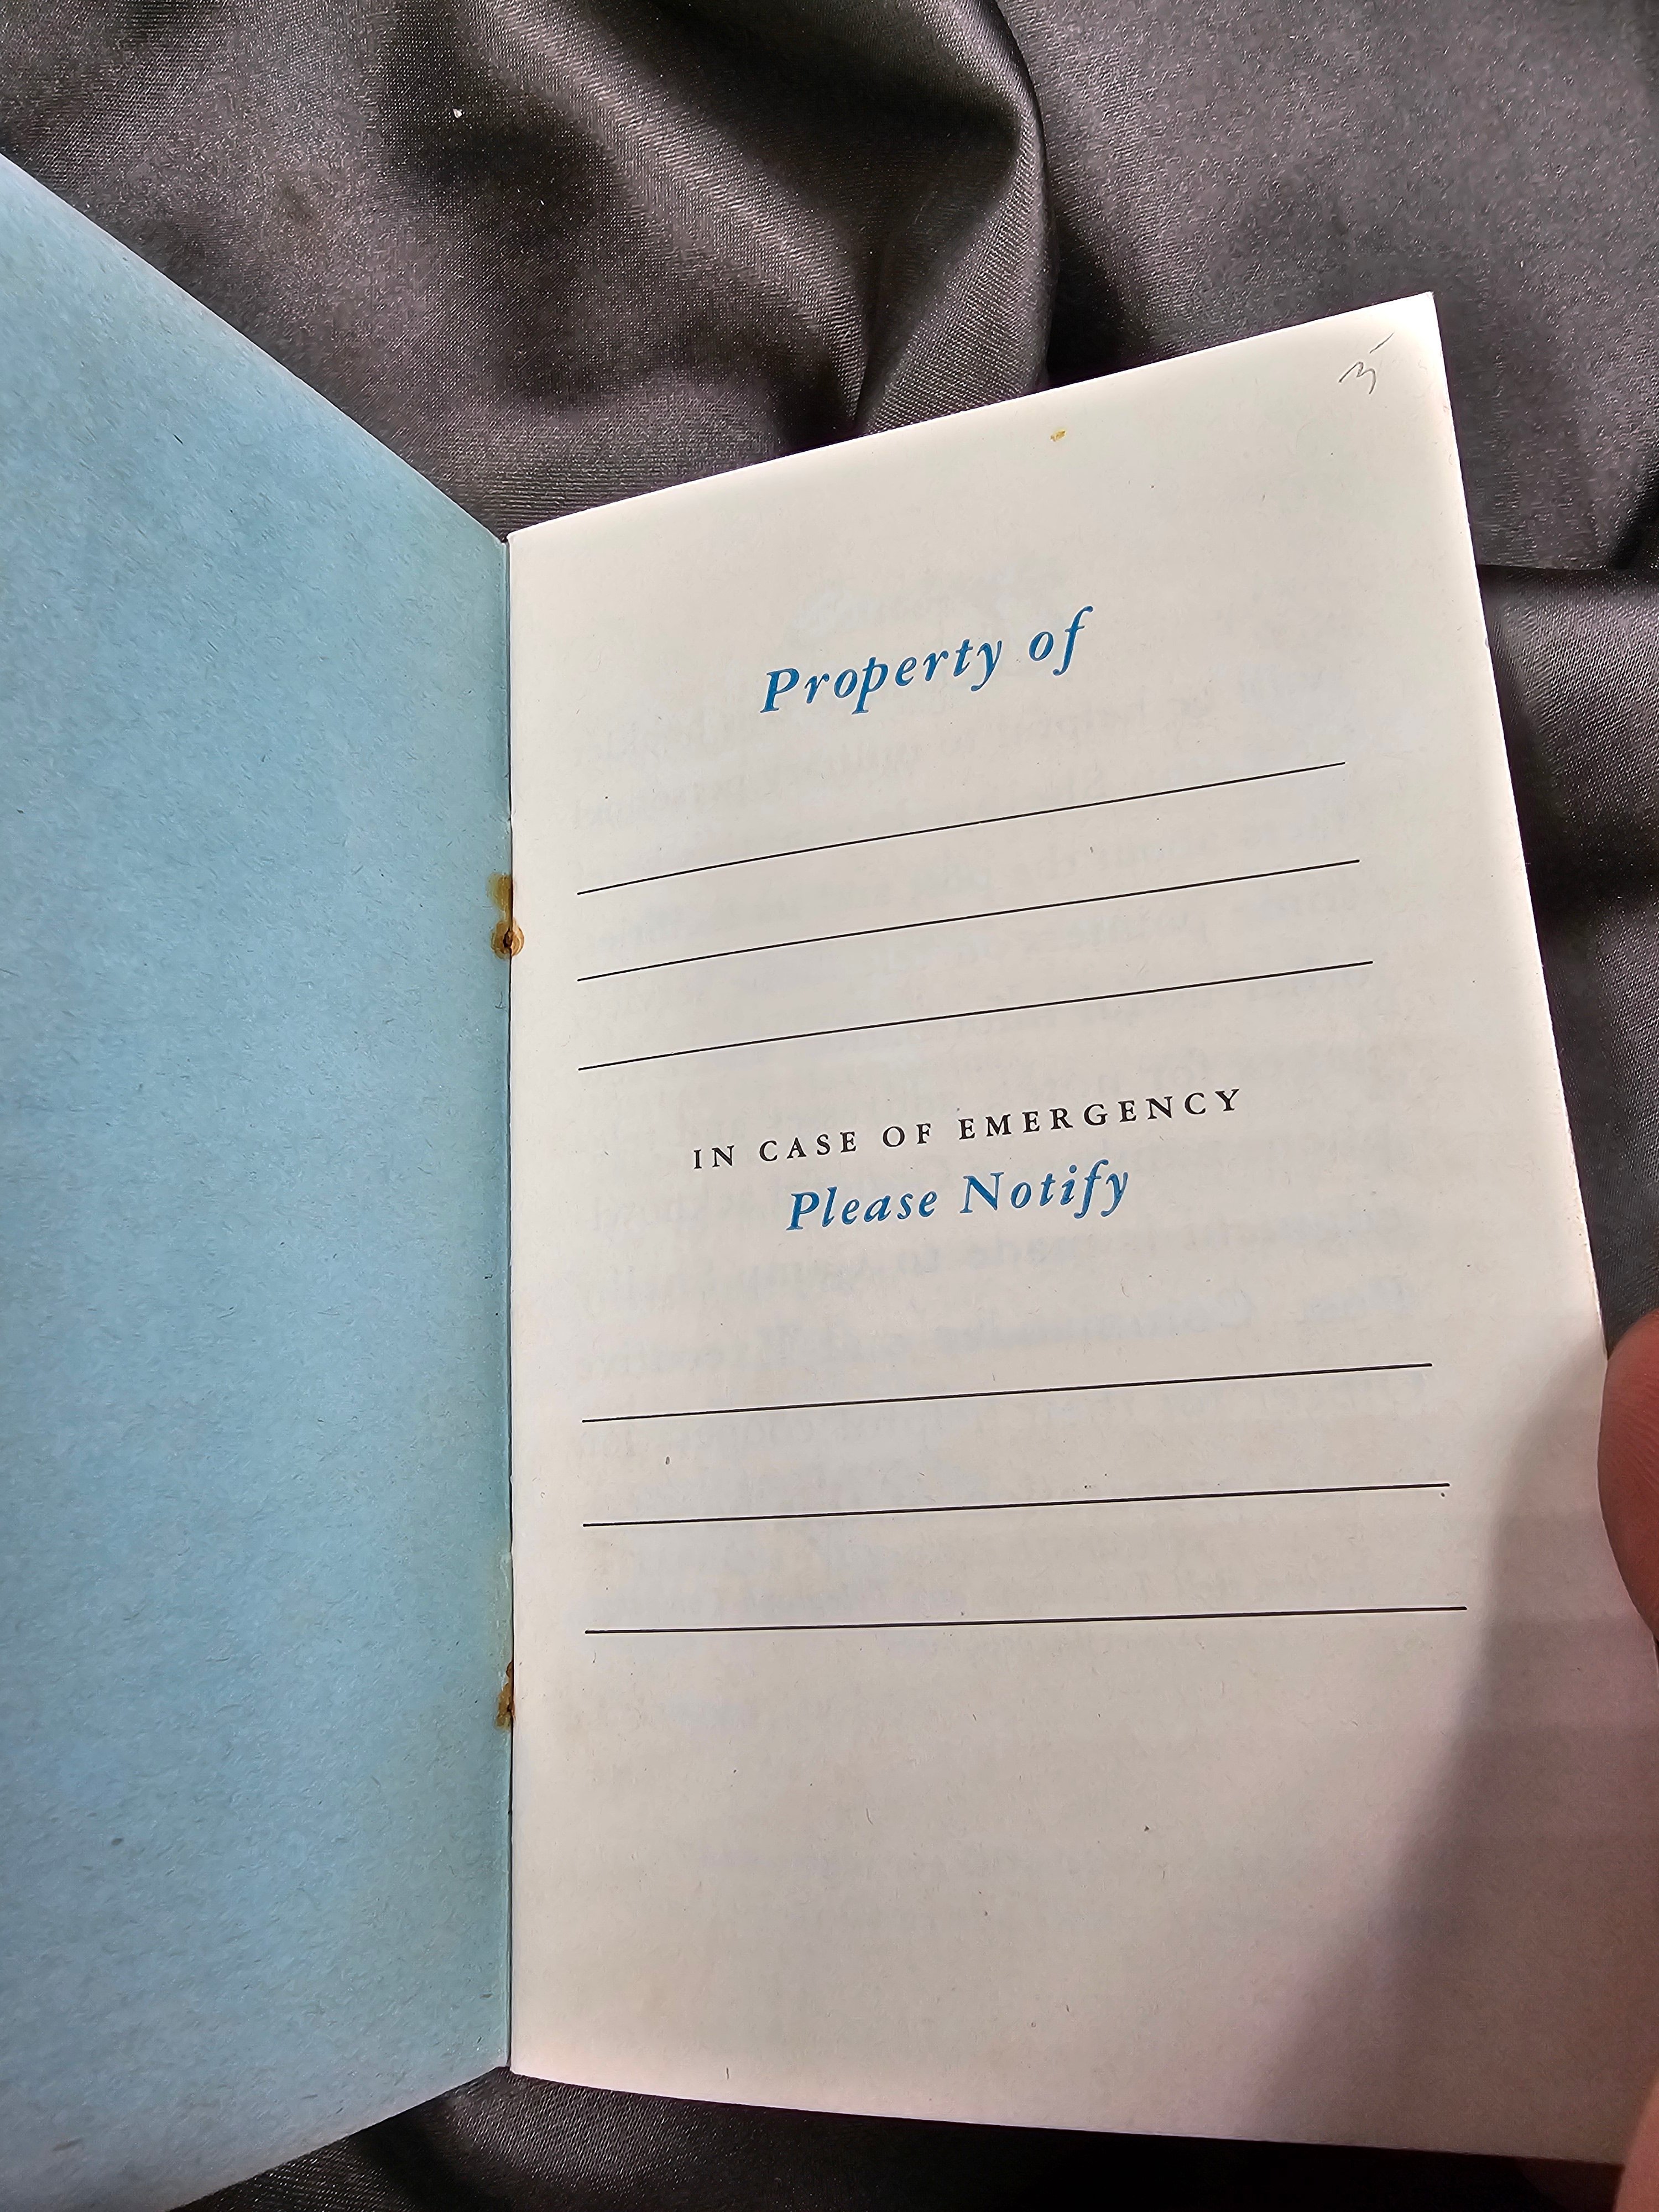 Property of
IN CASE OF EMERGENCY
Please Notify